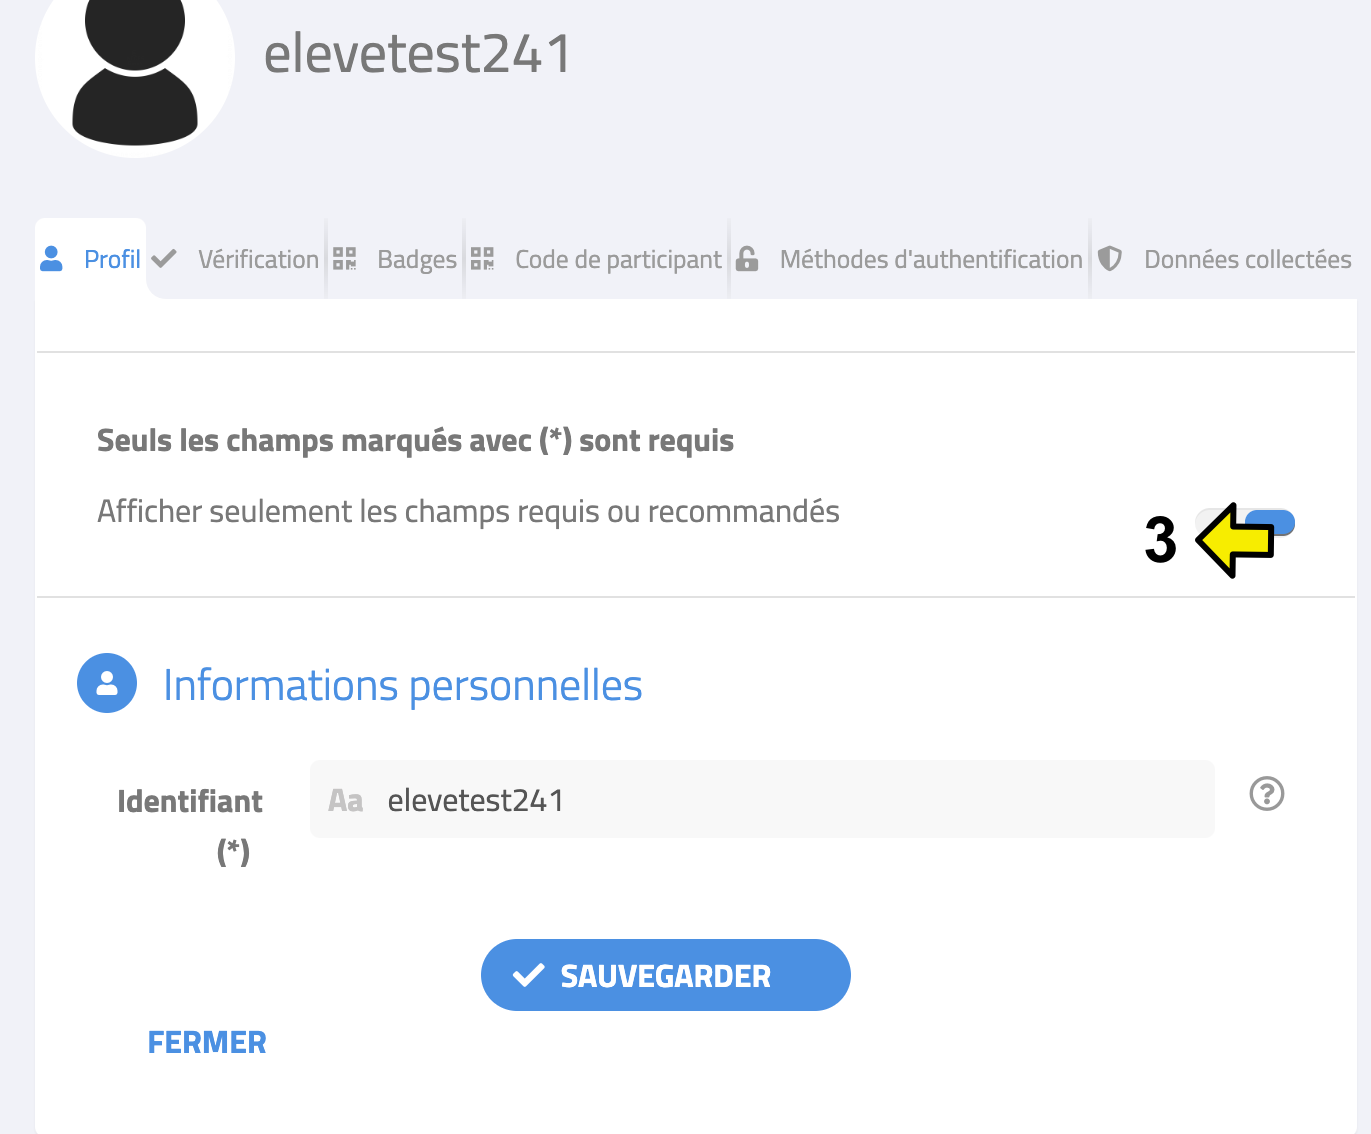 elevetest241
Profil Vérification Badges Code de participant Méthodes d'authentification Données collectées
Seuls les champs marqués avec (*) sont requis
Afficher seulement les champs requis ou recommandés
3
Informations personnelles
Identifiant Aa elevetest241
(*)
SAUVEGARDER
FERMER